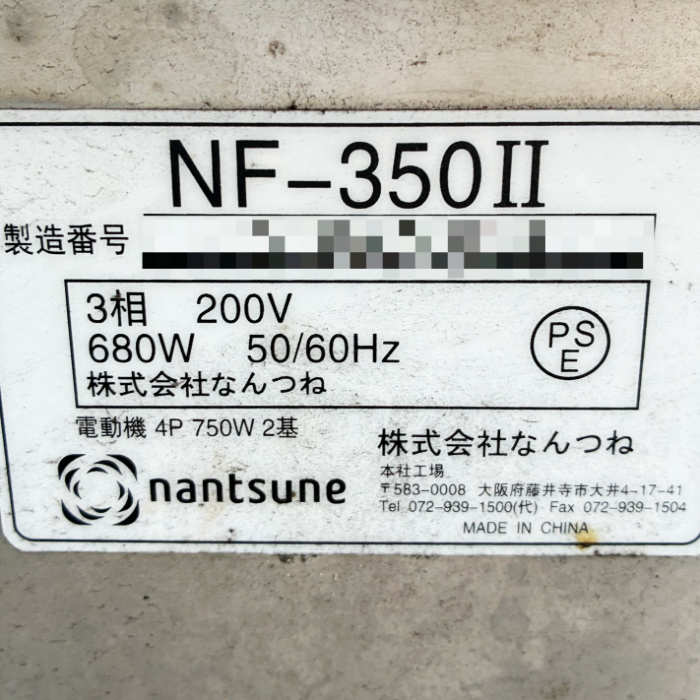 NF-350II
製造番号
3相 200V
680W 50/60Hz
株式会社なんつね
PSE
電動機 4P 750W 2基
nantsune
株式会社なんつね
本社工場
〒583-0008 大阪府藤井寺市大井4-17-41
Tel 072-939-1500(代) Fax 072-939-1504
MADE IN CHINA